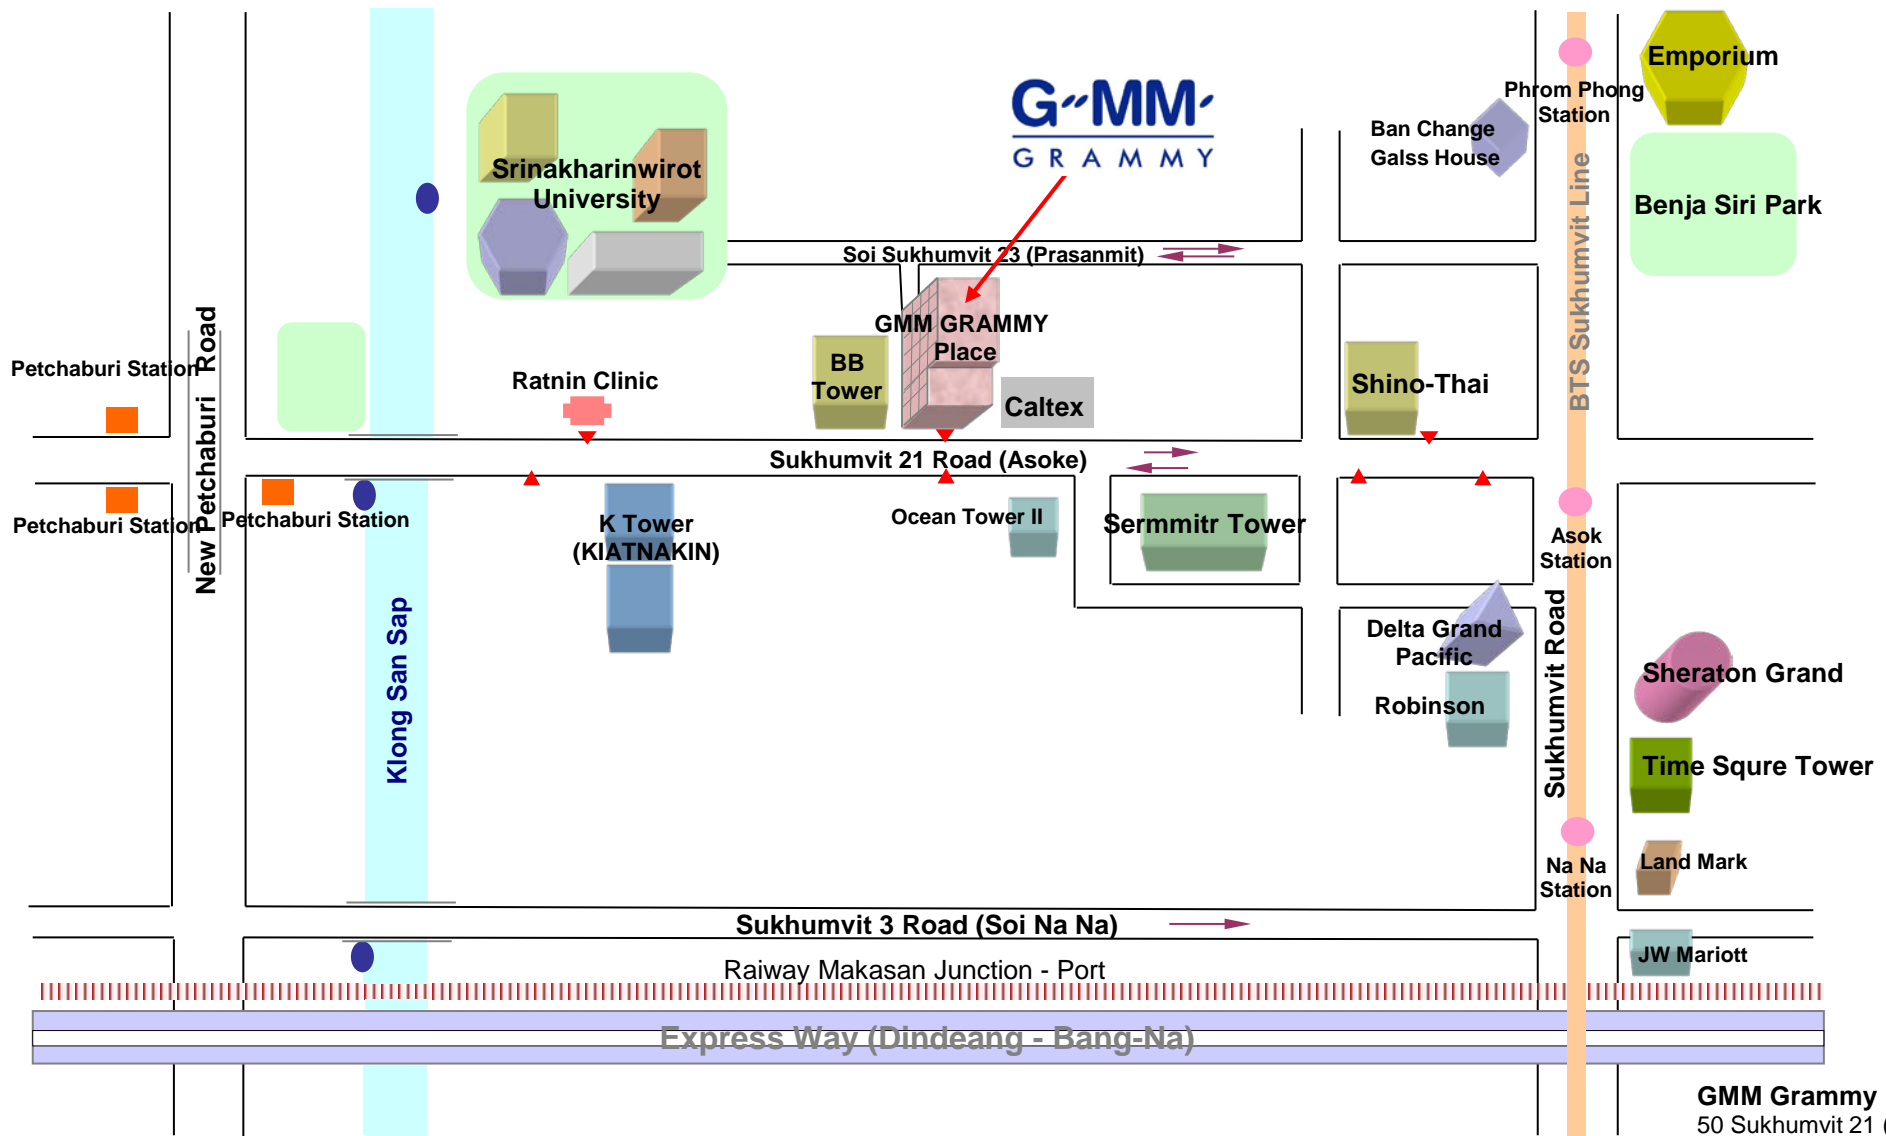 Emporium
Phrom Phong
Station
G MM
GRAMMY
Ban Change
Galss House
Srinakharinwirot
University
Benja Siri Park
BTS Sukhumvit Line
Soi Sukhumvit 23 (Prasanmit)
GMM GRAMMY
Place
New Petchaburi Road
Petchaburi Station
Ratnin Clinic
BB
Tower
Caltex
Shino-Thai
Sukhumvit 21 Road (Asoke)
Petchaburi Station
Petchaburi Station
K Tower
(KIATNAKIN)
Ocean Tower II
Sermmitr Tower
Asok
Station
Klong San Sap
Sukhumvit Road
Delta Grand
Pacific
Sheraton Grand
Robinson
Time Squre Tower
Land Mark
Na Na
Station
Sukhumvit 3 Road (Soi Na Na)
JW Mariott
Raiway Makasan Junction - Port
Express Way (Dindeang - Bang-Na)
GMM Grammy
50 Sukhumvit 21 (